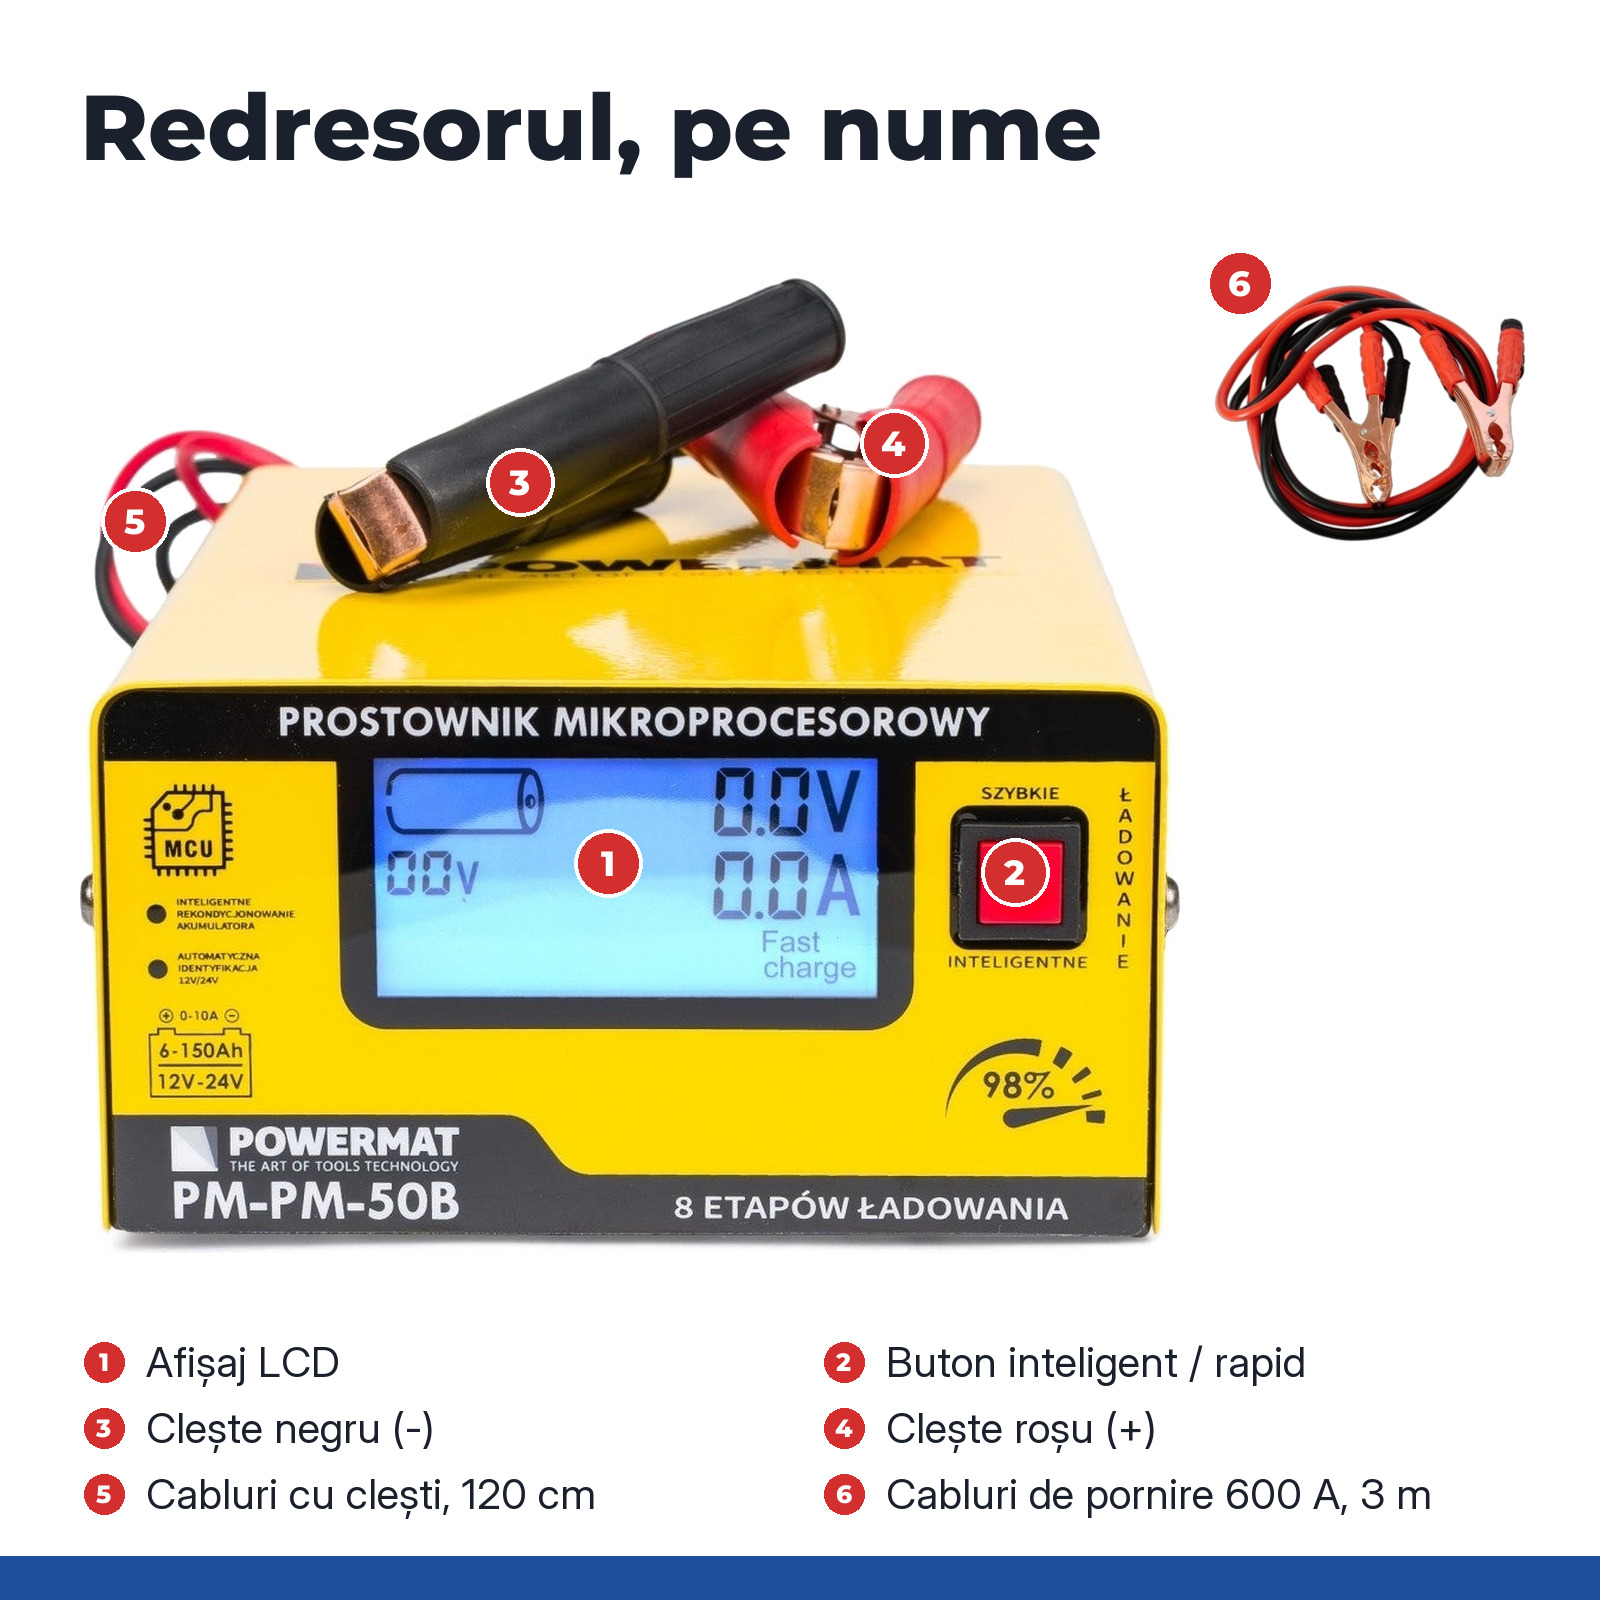 Redresorul, pe nume
6
3
4
5
POWERMAT
PROSTOWNIK MIKROPROCESOROWY
MCU
INTELIGENTNE
REKONDYCJONOWANIE
AKUMULATORA
AUTOMATYCZNA
IDENTYFIKACJA
12V/24V
0-10A
6-150Ah
12V-24V
0.0V
00V
0.0A
Fast
charge
1
SZYBKIE
2
INTELIGENTNE
ŁADOWANIE
98%
POWERMAT
THE ART OF TOOLS TECHNOLOGY
PM-PM-50B
8 ETAPÓW ŁADOWANIA
1 Afișaj LCD
2 Buton inteligent / rapid
3 Clește negru (-)
4 Clește roșu (+)
5 Cabluri cu clești, 120 cm
6 Cabluri de pornire 600 A, 3 m